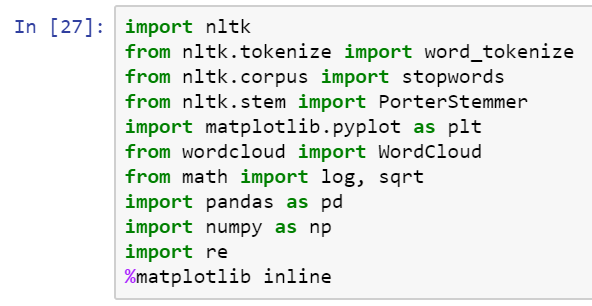 In [27]: import nltk
from nltk.tokenize import word_tokenize
from nltk.corpus import stopwords
from nltk.stem import PorterStemmer
import matplotlib.pyplot as plt
from wordcloud import WordCloud
from math import log, sqrt
import pandas as pd
import numpy as np
import re
%matplotlib inline